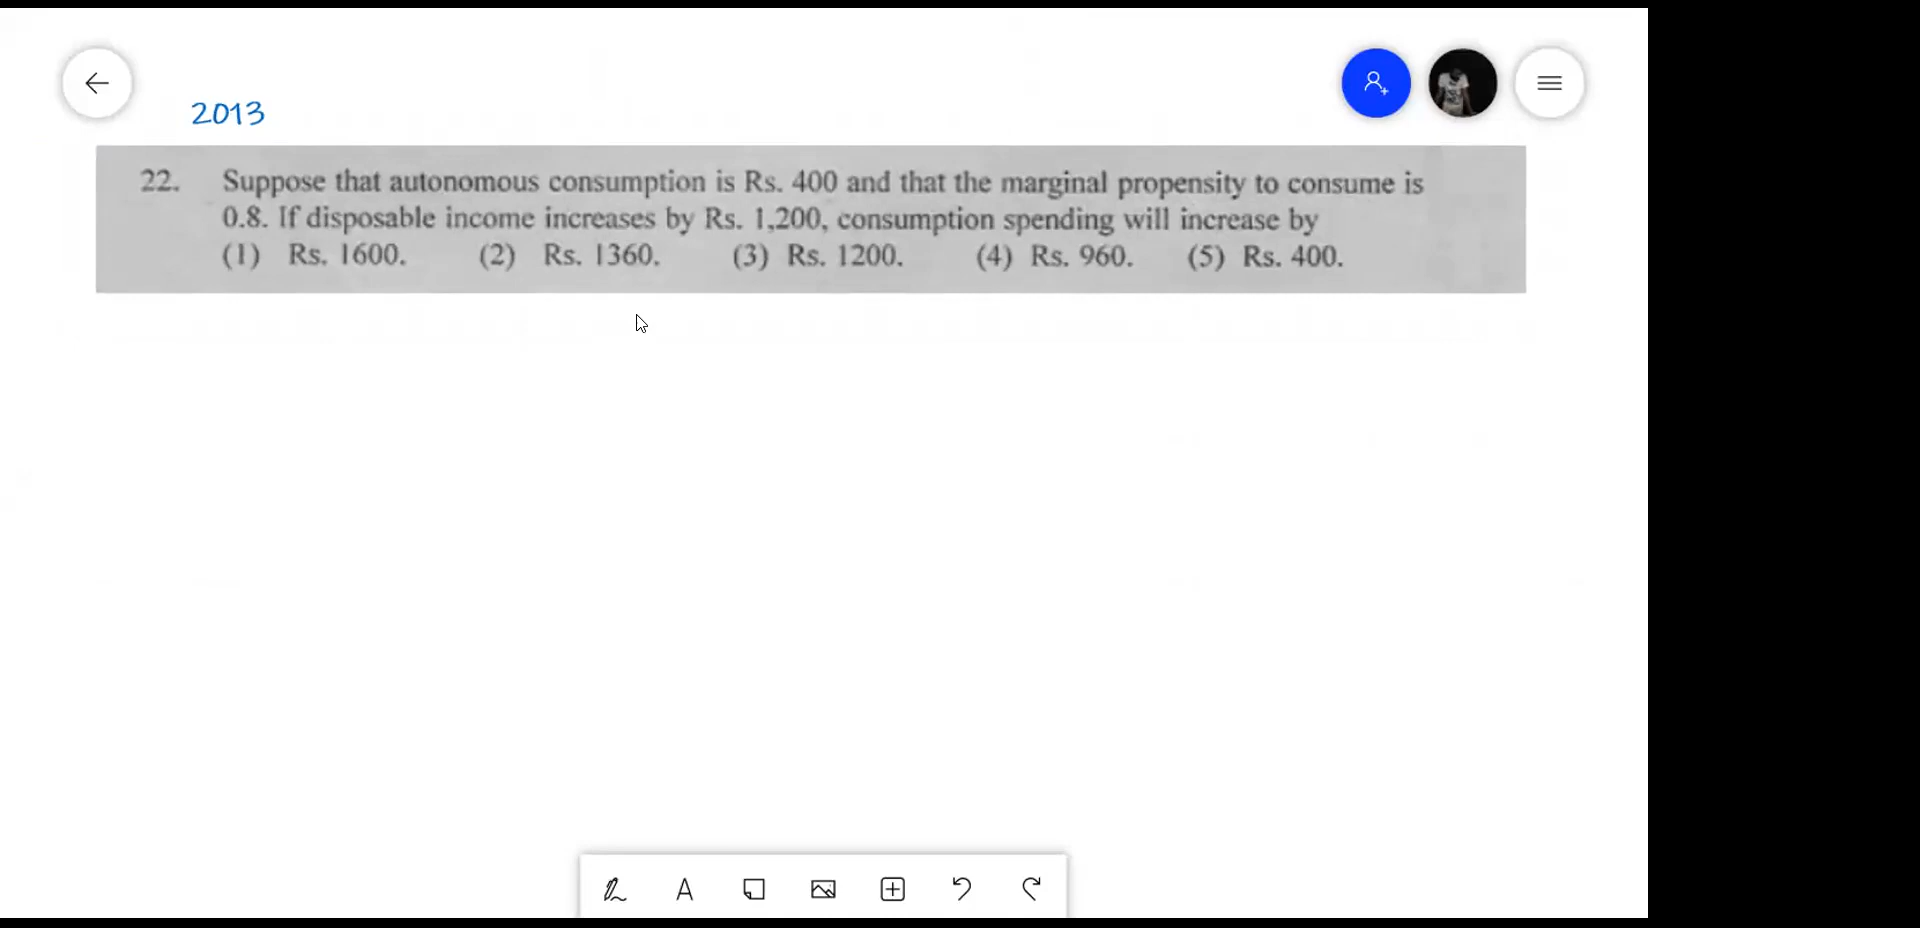 2013
22. Suppose that autonomous consumption is Rs. 400 and that the marginal propensity to consume is
0.8. If disposable income increases by Rs. 1,200, consumption spending will increase by
(1) Rs. 1600. (2) Rs. 1360. (3) Rs. 1200. (4) Rs. 960. (5) Rs. 400.
A